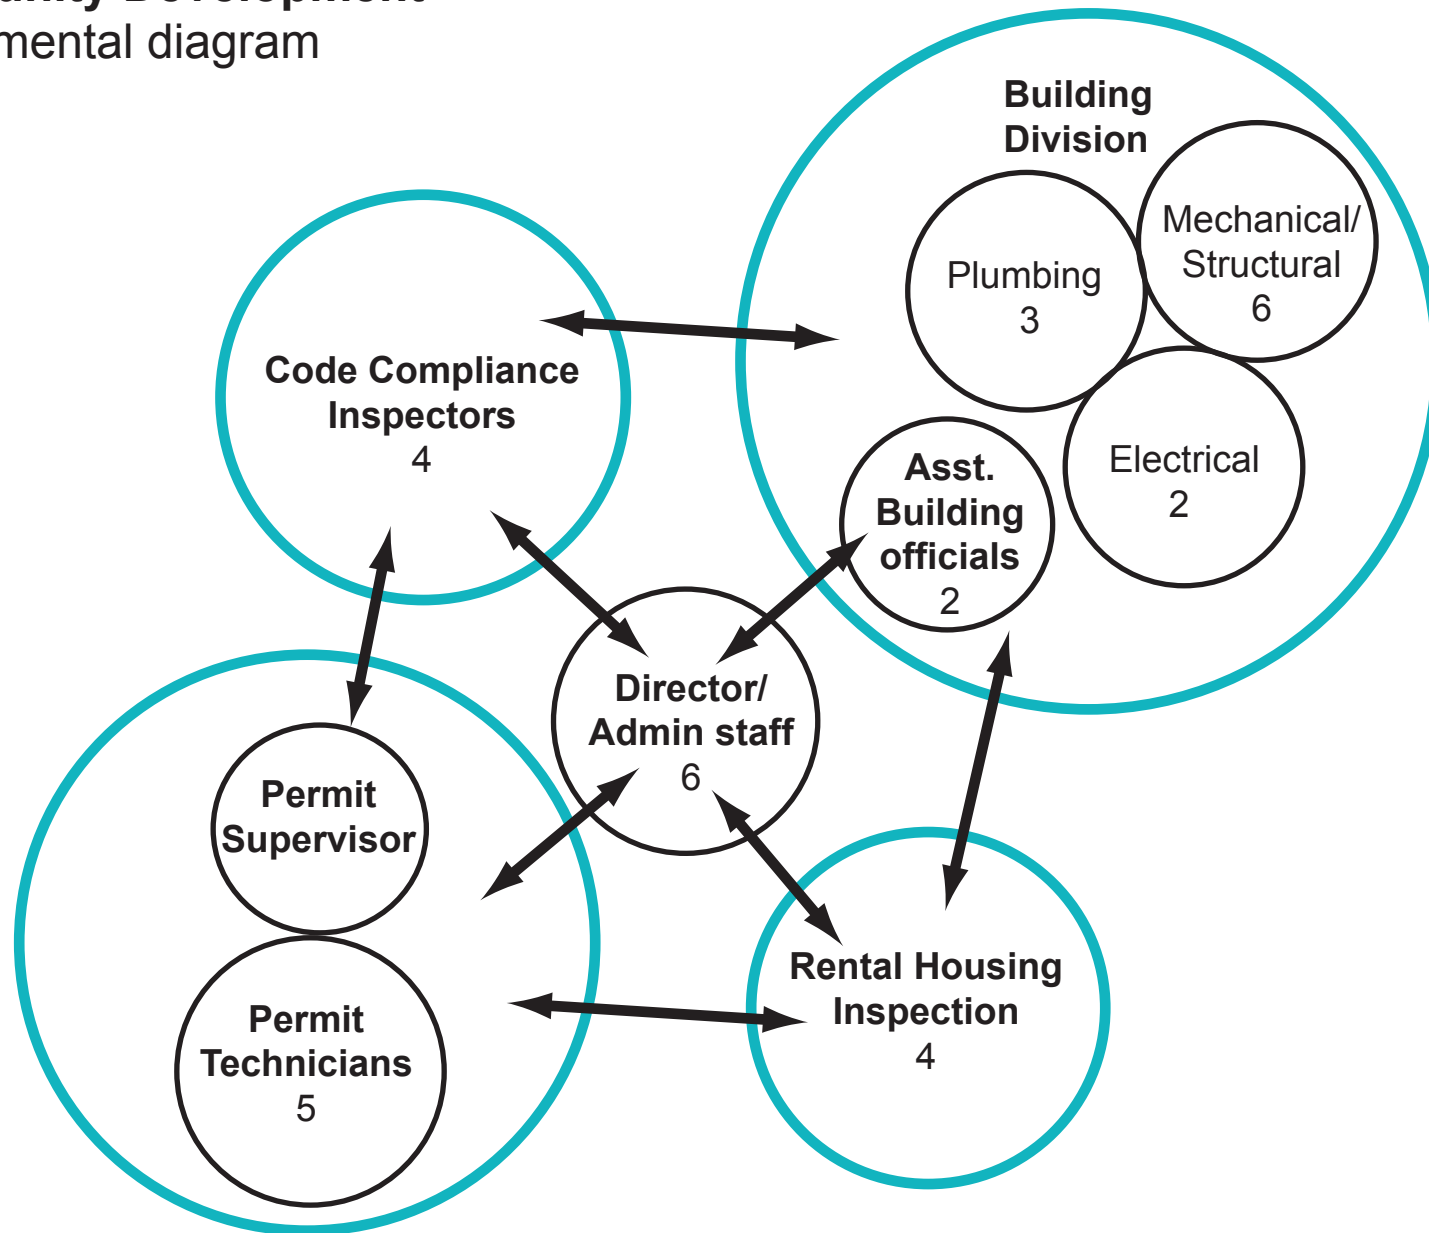 Development
mental diagram
Building
Division
Mechanical/
Structural
6
Plumbing
3
Electrical
2
Asst.
Building
officials
2
Code Compliance
Inspectors
4
Director/
Admin staff
6
Permit
Supervisor
Permit
Technicians
5
Rental Housing
Inspection
4